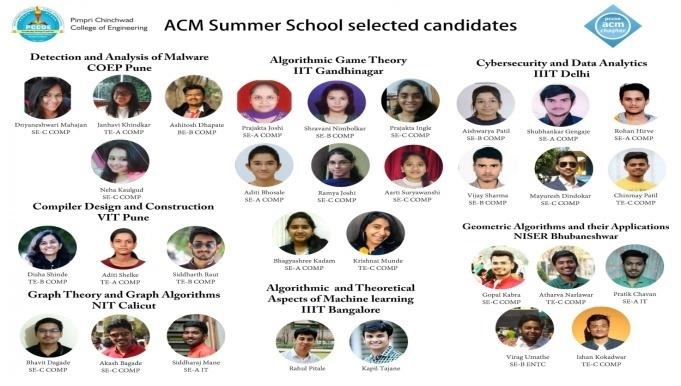 Pimpri Chinchwad
College of Engineering
ACM Summer School selected candidates
PCCOE
pccoe
acm
chapter
Detection and Analysis of Malware
COEP Pune
Dnyaneshwari Mahajan
SE-C COMP
Janhavi Khindkar
TE-A COMP
Ashitosh Dhapate
BE-B COMP
Neha Kaulgud
SE-C COMP
Compiler Design and Construction
VIT Pune
Disha Shinde
TE-B COMP
Aditi Shelke
TE-A COMP
Siddharth Raut
TE-B COMP
Graph Theory and Graph Algorithms
NIT Calicut
Bhavit Dagade
SE-C COMP
Akash Bagade
SE-C COMP
Siddharaj Mane
SE-A IT
Algorithmic Game Theory
IIT Gandhinagar
Prajakta Joshi
SE-A COMP
Shravani Nimbolkar
SE-B COMP
Prajakta Ingle
SE-C COMP
Aditi Bhosale
SE-A COMP
Ramya Joshi
SE-C COMP
Aarti Suryawanshi
SE-C COMP
Bhagyashree Kadam
SE-A COMP
Krishnai Munde
TE-C COMP
Algorithmic and Theoretical
Aspects of Machine learning
IIIT Bangalore
Rahul Pitale
Kapil Tajane
Cybersecurity and Data Analytics
IIIT Delhi
Aishwarya Patil
SE-B COMP
Shubhankar Gengaje
SE-A COMP
Rohan Hirve
SE-A COMP
Vijay Sharma
SE-B COMP
Mayuresh Dindokar
SE-C COMP
Chinmay Patil
TE-C COMP
Geometric Algorithms and their Applications
NISER Bhubaneshwar
Gopal Kabra
SE-C COMP
Atharva Narlawar
TE-C COMP
Pratik Chavan
SE-A IT
Virag Umathe
SE-B ENTC
Ishan Kokadwar
TE-C COMP